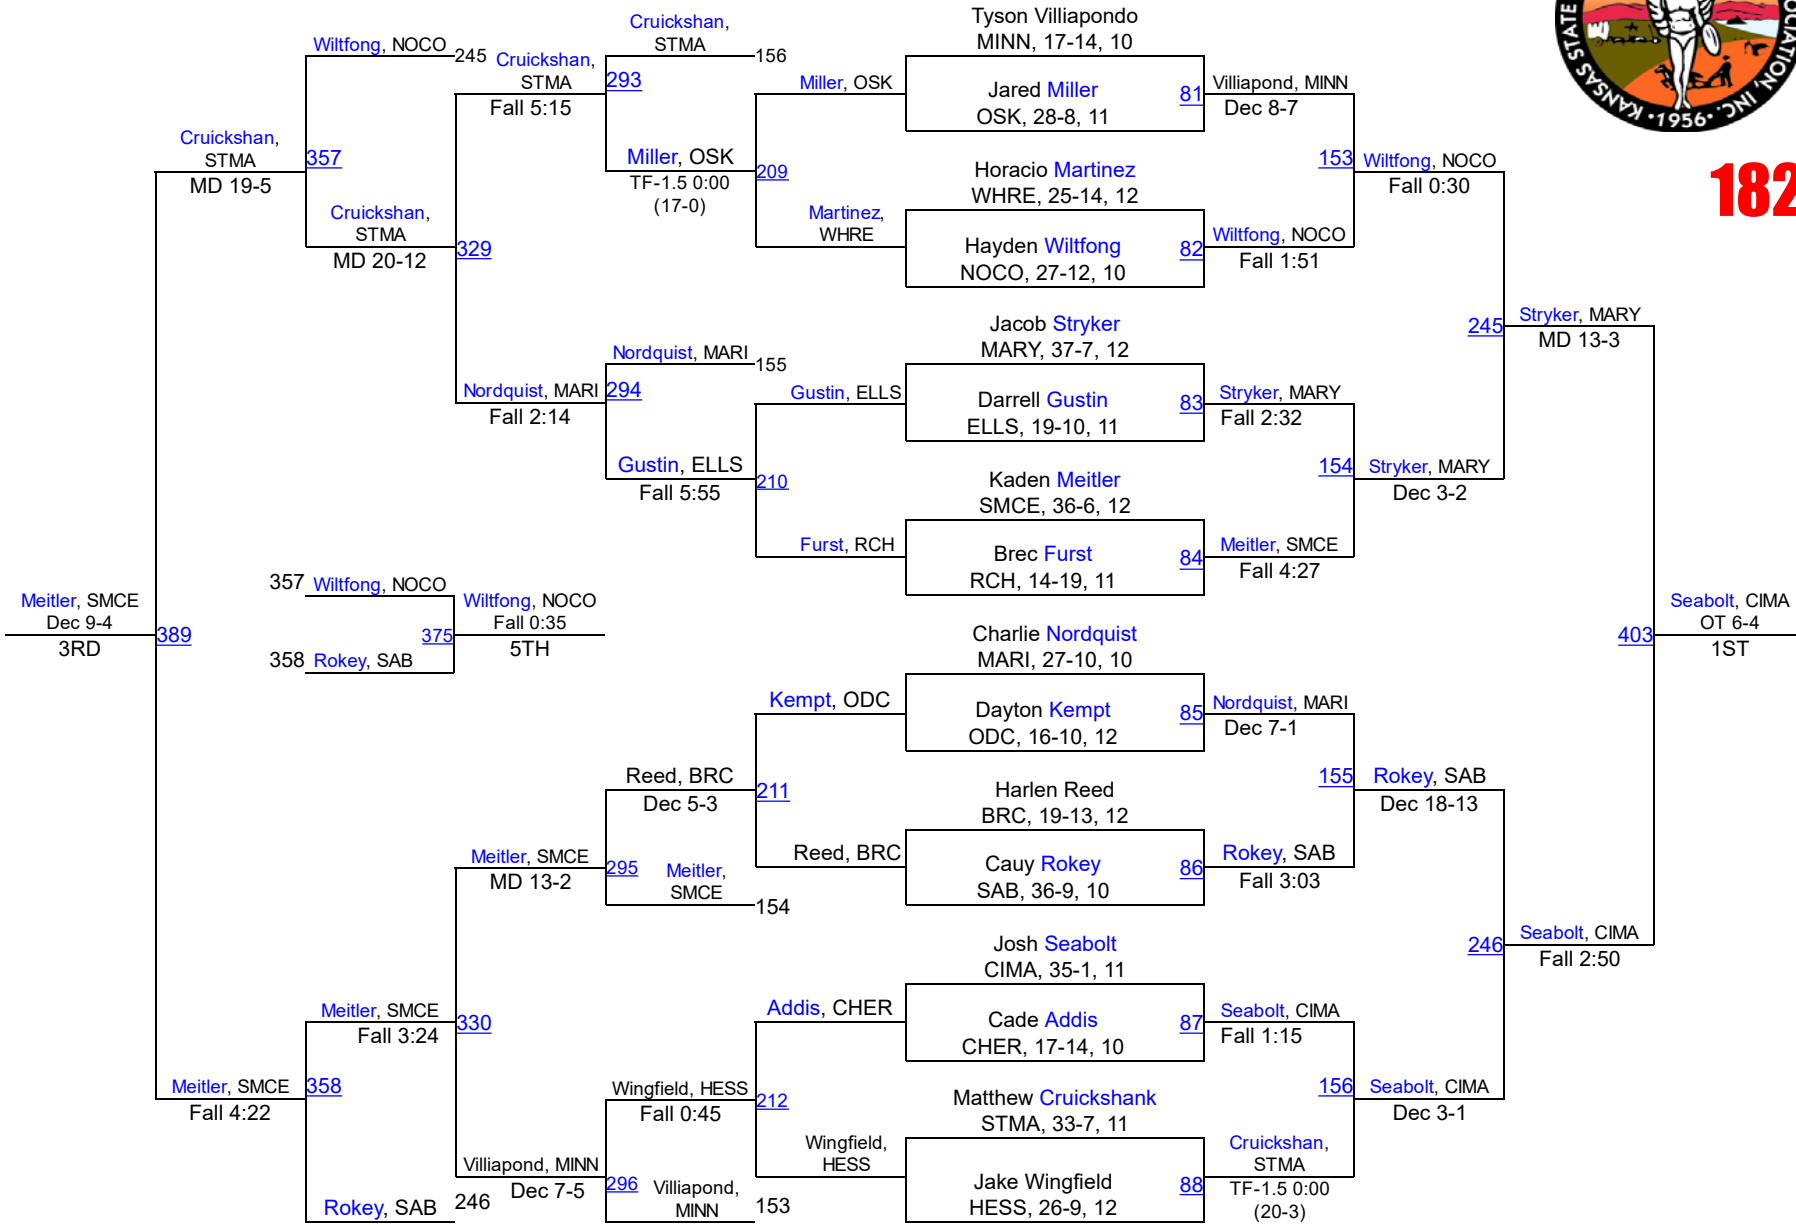 KANSAS STATE
OCIATION, INC.
•1956•
182
Tyson Villiapondo
MINN, 17-14, 10
Jared Miller
OSK, 28-8, 11
81
Horacio Martinez
WHRE, 25-14, 12
Hayden Wiltfong
NOCO, 27-12, 10
82
Jacob Stryker
MARY, 37-7, 12
Darrell Gustin
ELLS, 19-10, 11
83
Kaden Meitler
SMCE, 36-6, 12
Brec Furst
RCH, 14-19, 11
84
Charlie Nordquist
MARI, 27-10, 10
Dayton Kempt
ODC, 16-10, 12
85
Harlen Reed
BRC, 19-13, 12
Cauy Rokey
SAB, 36-9, 10
86
Josh Seabolt
CIMA, 35-1, 11
Cade Addis
CHER, 17-14, 10
87
Matthew Cruickshank
STMA, 33-7, 11
Jake Wingfield
HESS, 26-9, 12
88
Villiapond, MINN
Dec 8-7
153
Wiltfong, NOCO
Fall 1:51
Stryker, MARY
Fall 2:32
154
Meitler, SMCE
Fall 4:27
Nordquist, MARI
Dec 7-1
155
Rokey, SAB
Fall 3:03
Seabolt, CIMA
Fall 1:15
156
Cruickshan,
STMA
TF-1.5 0:00
(20-3)
Wiltfong, NOCO
Fall 0:30
245
Stryker, MARY
Dec 3-2
Rokey, SAB
Dec 18-13
246
Seabolt, CIMA
Dec 3-1
Stryker, MARY
MD 13-3
403
Seabolt, CIMA
Fall 2:50
Seabolt, CIMA
OT 6-4
1ST
Miller, OSK
209
Martinez,
WHRE
Gustin, ELLS
210
Furst, RCH
Kempt, ODC
211
Reed, BRC
Addis, CHER
212
Wingfield,
HESS
Cruickshan,
STMA
156
293
Miller, OSK
TF-1.5 0:00
(17-0)
Nordquist, MARI
155
294
Gustin, ELLS
Fall 5:55
Reed, BRC
Dec 5-3
295
Meitler,
SMCE
154
Wingfield, HESS
Fall 0:45
296
Villiapond,
MINN
153
Cruickshan,
STMA
Fall 5:15
329
Nordquist, MARI
Fall 2:14
Meitler, SMCE
MD 13-2
330
Villiapond, MINN
Dec 7-5
Wiltfong, NOCO
245
357
Cruickshan,
STMA
MD 20-12
Meitler, SMCE
Fall 3:24
358
Rokey, SAB
246
Cruickshan,
STMA
MD 19-5
389
Meitler, SMCE
Fall 4:22
Meitler, SMCE
Dec 9-4
3RD
357
Wiltfong, NOCO
375
358
Rokey, SAB
Wiltfong, NOCO
Fall 0:35
5TH